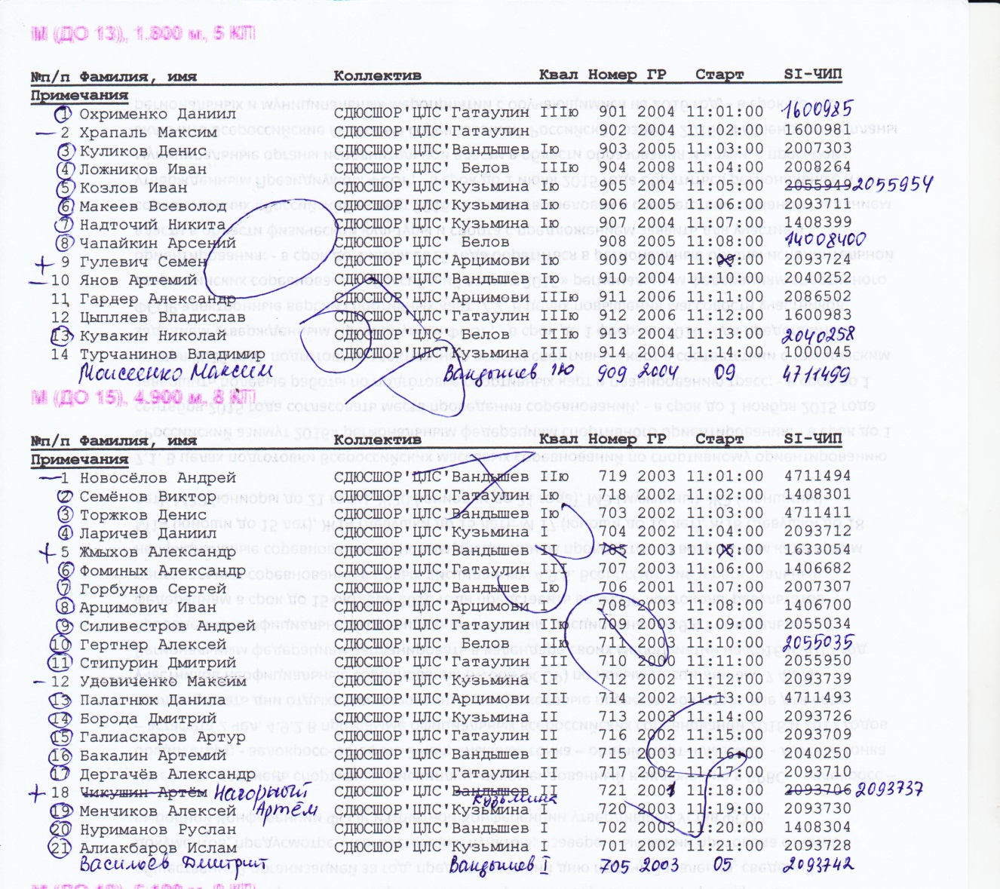 М (ДО 13), 1.800 м, 5 КП
№п/п Фамилия, имя Коллектив Квал Номер ГР Старт SI-ЧИП
Примечания
1 Охрименко Даниил СДЮСШОР'ЦЛС'Гатаулин IIIю 901 2004 11:01:00 1600985
2 Храпаль Максим СДЮСШОР'ЦЛС'Гатаулин 902 2004 11:02:00 1600981
3 Куликов Денис СДЮСШОР'ЦЛС'Вандышев Iю 903 2005 11:03:00 2007303
4 Ложников Иван СДЮСШОР'ЦЛС' Белов IIIю 904 2008 11:04:00 2008264
5 Козлов Иван СДЮСШОР'ЦЛС'Кузьмина Iю 905 2004 11:05:00 2055949 2055954
6 Макеев Всеволод СДЮСШОР'ЦЛС'Кузьмина Iю 906 2005 11:06:00 2093711
7 Надточий Никита СДЮСШОР'ЦЛС'Кузьмина Iю 907 2004 11:07:00 1408399
8 Чапайкин Арсений СДЮСШОР'ЦЛС' Белов 908 2005 11:08:00 14008400
+ 9 Гулевич Семен СДЮСШОР'ЦЛС'Арцимови Iю 909 2004 11:09:00 2093724
10 Янов Артемий СДЮСШОР'ЦЛС'Вандышев Iю 910 2004 11:10:00 2040252
11 Гардер Александр СДЮСШОР'ЦЛС'Арцимови IIIю 911 2006 11:11:00 2086502
12 Цыпляев Владислав СДЮСШОР'ЦЛС'Гатаулин IIю 912 2006 11:12:00 1600983
13 Кувакин Николай СДЮСШОР'ЦЛС' Белов IIю 913 2004 11:13:00 2040258
14 Турчанинов Владимир СДЮСШОР'ЦЛС'Кузьмина III 914 2004 11:14:00 1000045
Моисеенко Максим Вандышев IIю 909 2004 09 4711499
М (ДО 15), 4.900 м, 8 КП
№п/п Фамилия, имя Коллектив Квал Номер ГР Старт SI-ЧИП
Примечания
1 Новосёлов Андрей СДЮСШОР'ЦЛС'Вандышев IIю 719 2003 11:01:00 4711494
2 Семёнов Виктор СДЮСШОР'ЦЛС'Гатаулин Iю 718 2002 11:02:00 1408301
3 Торжков Денис СДЮСШОР'ЦЛС'Вандышев Iю 703 2002 11:03:00 4711411
4 Ларичев Даниил СДЮСШОР'ЦЛС'Кузьмина I 704 2002 11:04:00 2093712
+ 5 Жмыхов Александр СДЮСШОР'ЦЛС'Вандышев II 705 2003 11:05:00 1633054
6 Фоминых Александр СДЮСШОР'ЦЛС'Гатаулин III 707 2003 11:06:00 1406682
7 Горбунов Сергей СДЮСШОР'ЦЛС'Вандышев Iю 706 2001 11:07:00 2007307
8 Арцимович Иван СДЮСШОР'ЦЛС'Арцимови I 708 2003 11:08:00 1406700
9 Силивестров Андрей СДЮСШОР'ЦЛС'Гатаулин IIю 709 2003 11:09:00 2055034
10 Гертнер Алексей СДЮСШОР'ЦЛС' Белов IIю 711 2003 11:10:00 2055035
11 Стипурин Дмитрий СДЮСШОР'ЦЛС'Гатаулин III 710 2001 11:11:00 2055950
12 Удовиченко Максим СДЮСШОР'ЦЛС'Кузьмина II 712 2002 11:12:00 2093739
13 Палагнюк Данила СДЮСШОР'ЦЛС'Арцимови III 714 2002 11:13:00 4711493
14 Борода Дмитрий СДЮСШОР'ЦЛС'Кузьмина II 713 2003 11:14:00 2093726
15 Галиаскаров Артур СДЮСШОР'ЦЛС'Гатаулин II 716 2002 11:15:00 2093709
16 Вакалин Арсений СДЮСШОР'ЦЛС'Вандышев I 715 2003 11:16:00 2040250
17 Дергачёв Александр СДЮСШОР'ЦЛС'Гатаулин II 717 2002 11:17:00 2093710
+ 18 Чикушин Артём Нагорный СДЮСШОР'ЦЛС'Вандышев II 721 2001 11:18:00 2093706 2093737
Артём Кузьмина
19 Менчиков Алексей СДЮСШОР'ЦЛС'Кузьмина I 720 2003 11:19:00 2093730
20 Нуриманов Руслан СДЮСШОР'ЦЛС'Вандышев I 702 2003 11:20:00 1408304
21 Алиакбаров Ислам СДЮСШОР'ЦЛС'Кузьмина I 701 2002 11:21:00 2093728
Васильев Дмитрий Вандышев II 705 2003 05 2093742